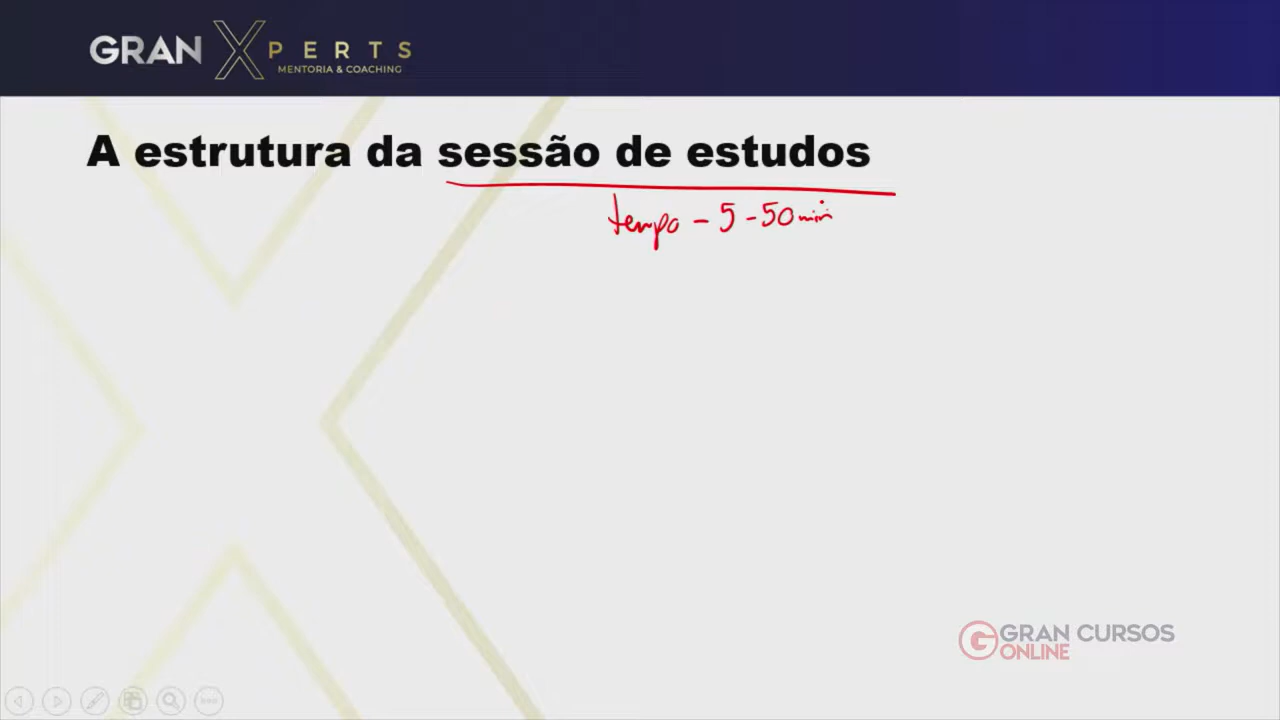 GRAN XPERTS
MENTORIA & COACHING
A estrutura da sessão de estudos
tempo - 5 - 50 min
GRAN CURSOS
ONLINE